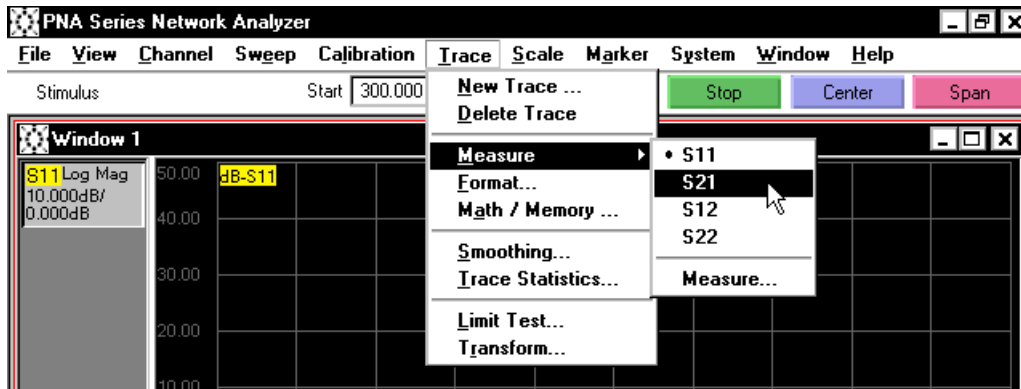 PNA Series Network Analyzer
File View Channel Sweep Calibration Trace Scale Marker System Window Help
Stimulus Start 300.000 Stop Center Span
New Trace ...
Delete Trace
Measure
Format...
Math / Memory ...
Smoothing...
Trace Statistics...
Limit Test...
Transform...
S11
S21
S12
S22
Measure...
Window 1
S11 Log Mag
10.000dB/
0.000dB
50.00 dB-S11
40.00
30.00
20.00
10.00